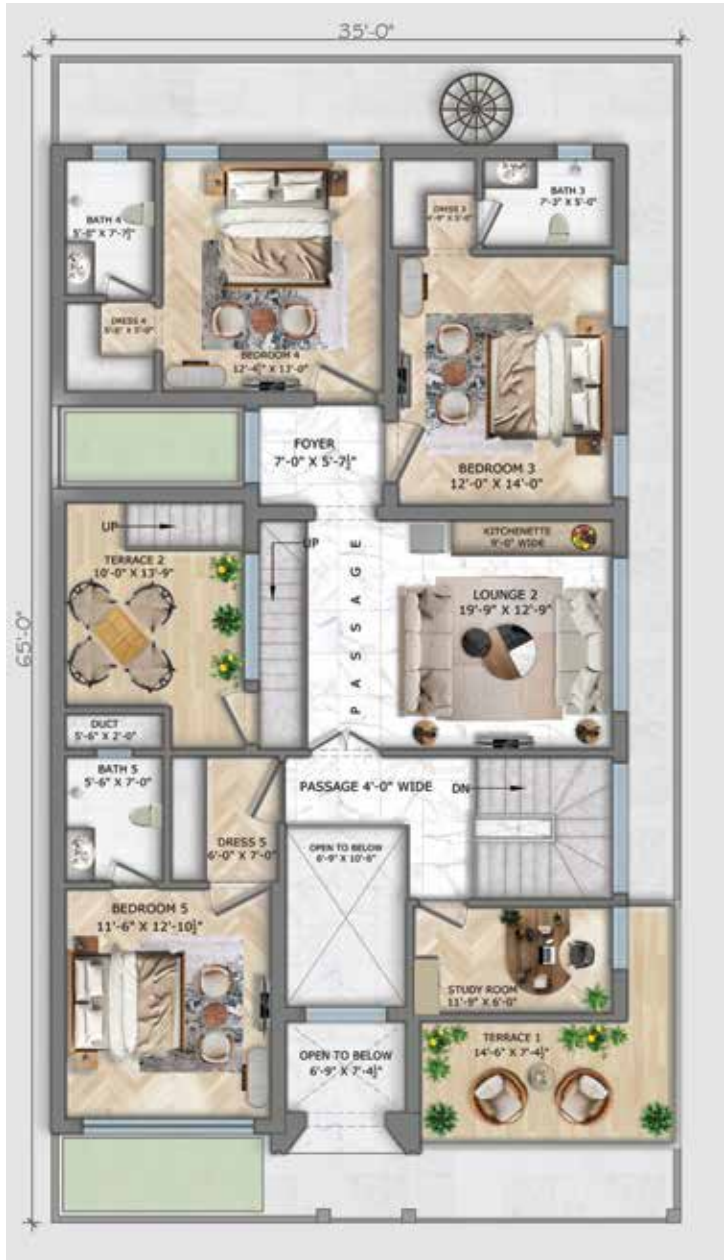 35'-0"
65'-0"
BATH 4
5'-8" X 7'-7½"
DRESS 4
5'-8" X 5'-0"
BEDROOM 4
12'-4½" X 13'-0"
DRESS 3
BATH 3
7'-3" X 5'-0"
BEDROOM 3
12'-0" X 14'-0"
FOYER
7'-0" X 5'-7½"
UP
TERRACE 2
10'-0" X 13'-9"
UP
PASSAGE
KITCHENETTE
9'-0" WIDE
LOUNGE 2
19'-9" X 12'-9"
DUCT
5'-6" X 2'-0"
BATH 5
5'-6" X 7'-0"
DRESS 5
6'-0" X 7'-0"
PASSAGE 4'-0" WIDE
DN
OPEN TO BELOW
6'-9" X 10'-6"
BEDROOM 5
11'-6" X 12'-10½"
STUDY ROOM
11'-9" X 6'-0"
OPEN TO BELOW
6'-9" X 7'-4½"
TERRACE 1
14'-6" X 7'-4½"